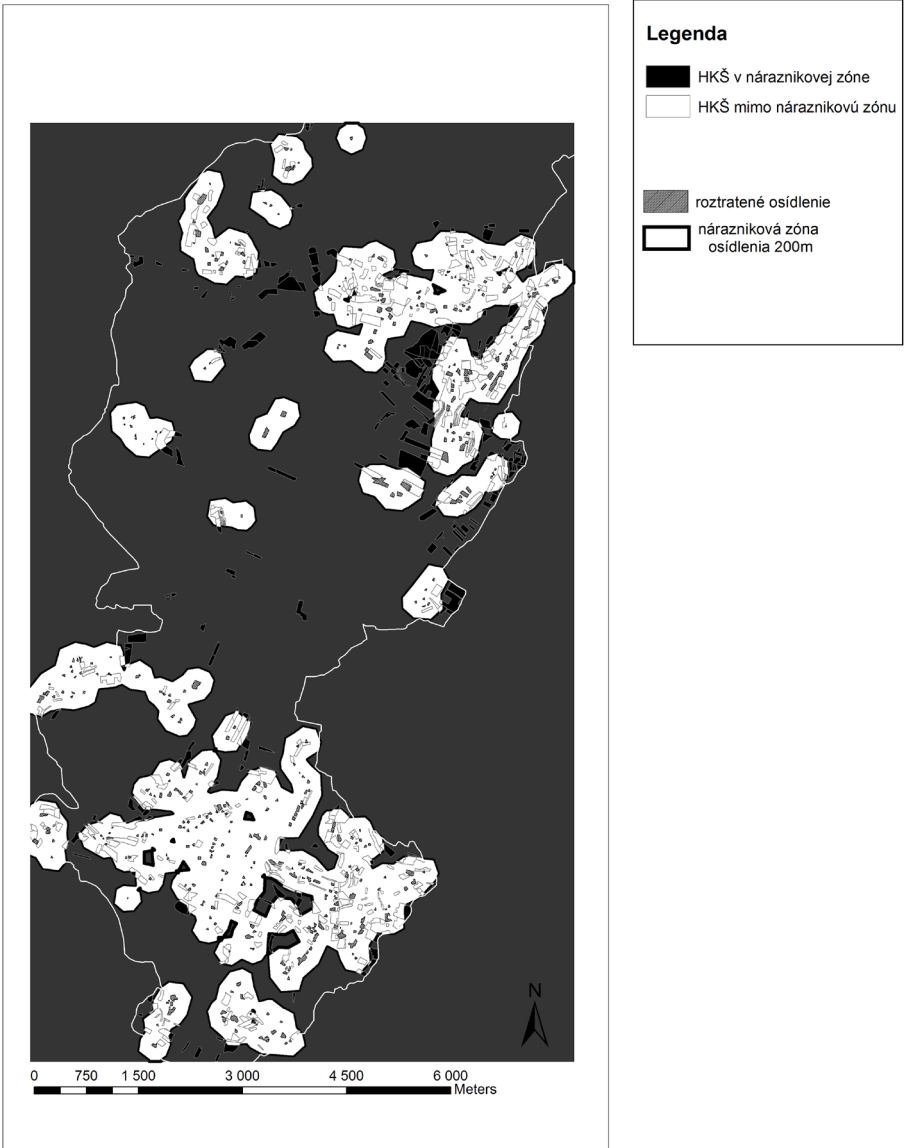 Legenda
HKŠ v náraznikovej zóne
HKŠ mimo náraznikovú zónu
roztratené osídlenie
nárazniková zóna
osídlenia 200m
N
0 750 1 500 3 000 4 500 6 000
Meters